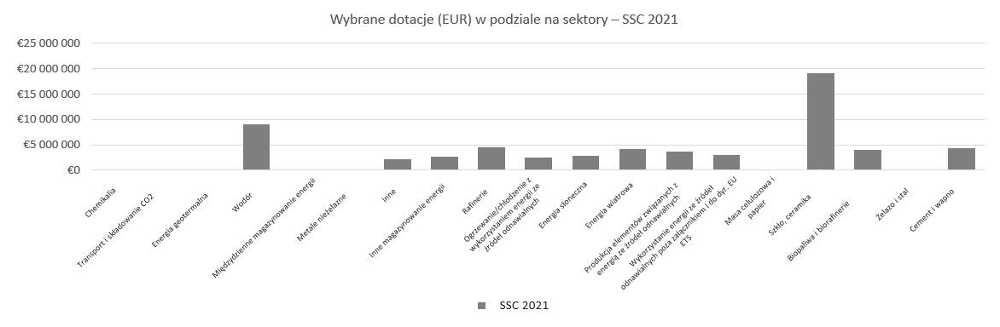 Wybrane dotacje (EUR) w podziale na sektory – SSC 2021
€25 000 000
€20 000 000
€15 000 000
€10 000 000
€5 000 000
€0
Chemikalia
Transport i składowanie CO2
Energia geotermalna
Wodór
Międzydzienne magazynowanie energii
Metale nieżelazne
Inne
Inne magazynowanie energii
Rafinerie
Ogrzewanie/chłodzenie z
wykorzystaniem energii ze
źródeł odnawialnych
Energia słoneczna
Energia wiatrowa
Produkcja elementów związanych z
energią ze źródeł odnawialnych
Wykorzystanie energii ze źródeł
odnawialnych poza załącznikiem I do dyr. EU
ETS
Masa celulozowa i
papier
Szkło, ceramika
Biopaliwa i biorafinerie
Żelazo i stal
Cement i wapno
SSC 2021